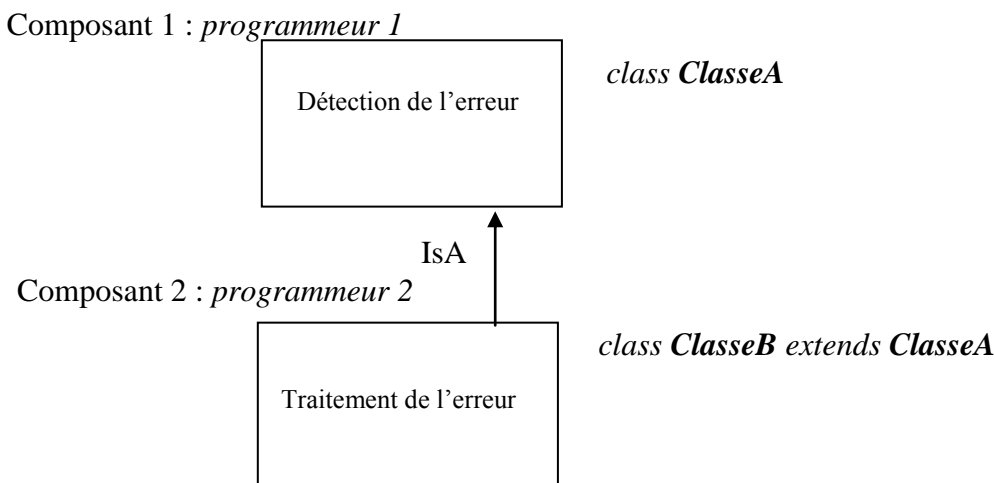 Composant 1 : programmeur 1
class ClasseA
Détection de l’erreur
IsA
Composant 2 : programmeur 2
class ClasseB extends ClasseA
Traitement de l’erreur